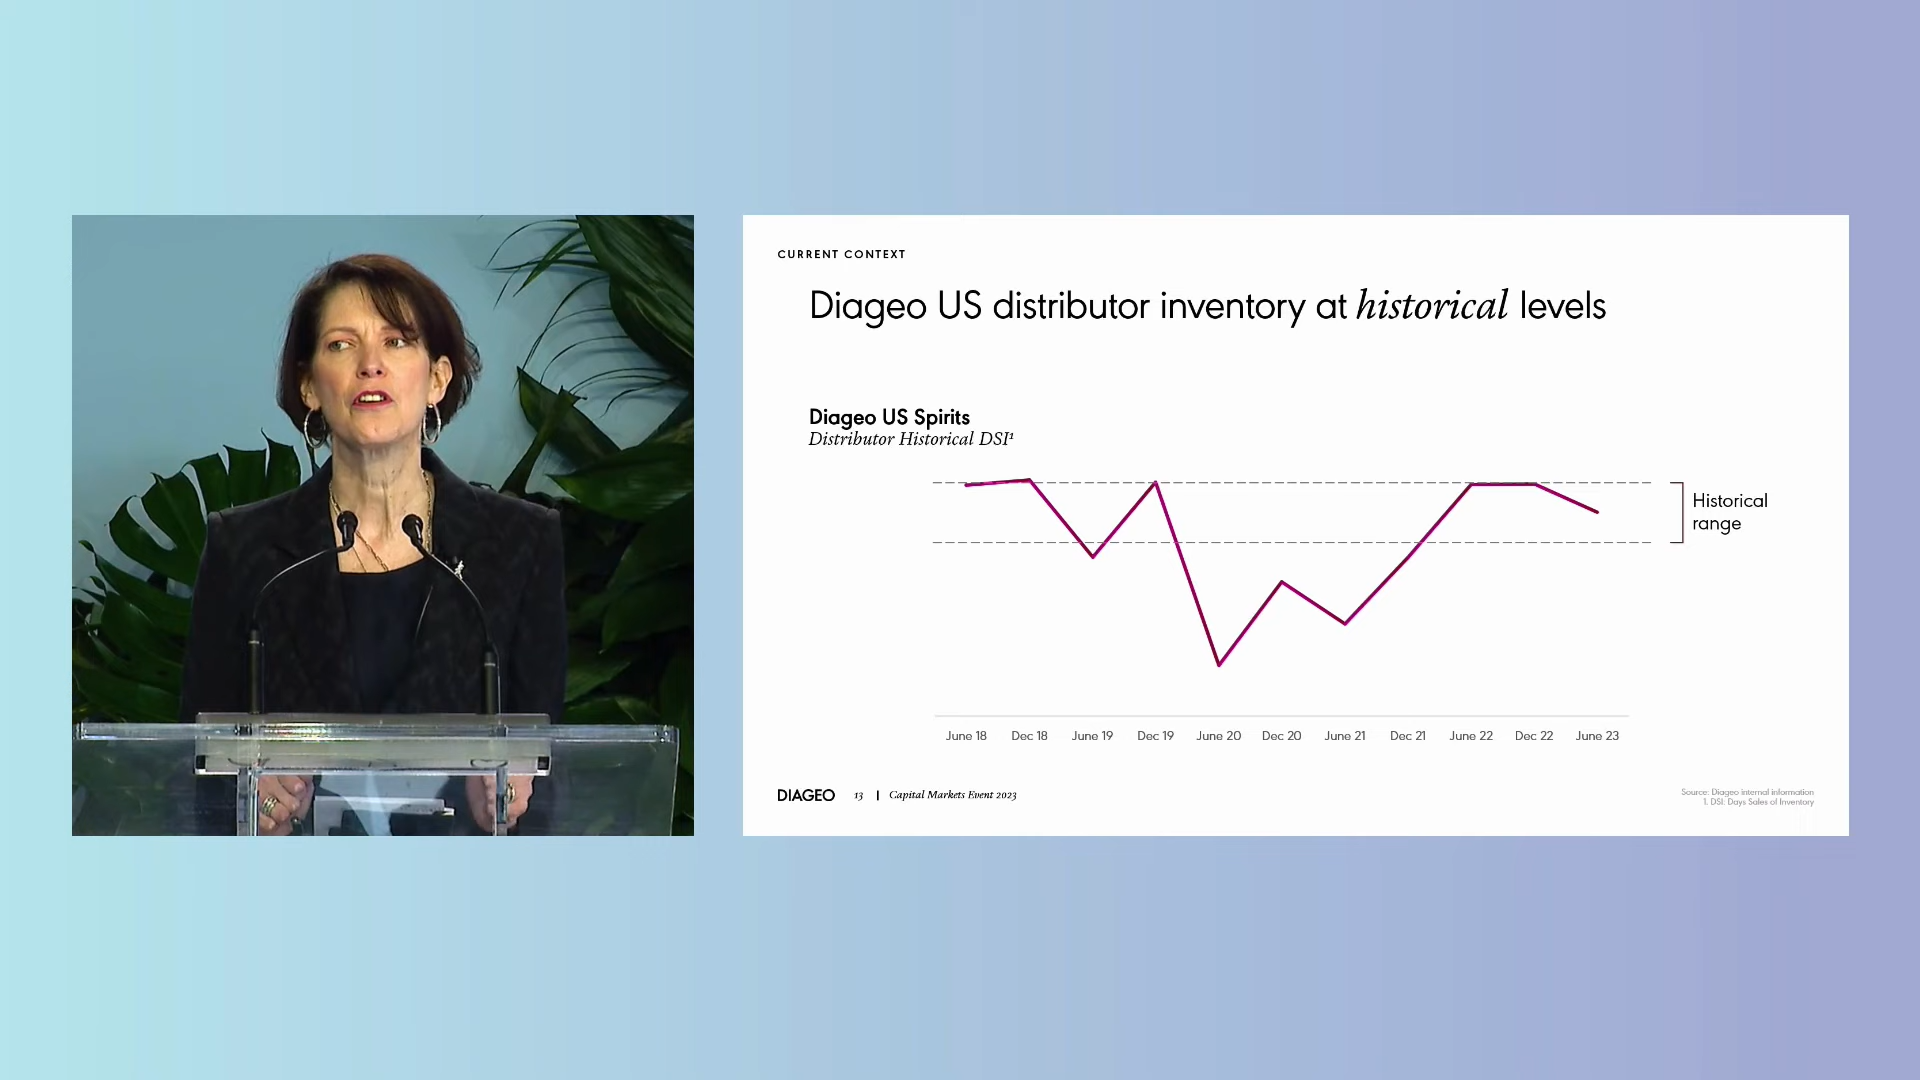 CURRENT CONTEXT
Diageo US distributor inventory at historical levels
Diageo US Spirits
Distributor Historical DSI¹
Historical
range
June 18 Dec 18 June 19 Dec 19 June 20 Dec 20 June 21 Dec 21 June 22 Dec 22 June 23
DIAGEO 13 | Capital Markets Event 2023
Source: Diageo internal information
1. DSI: Days Sales of Inventory